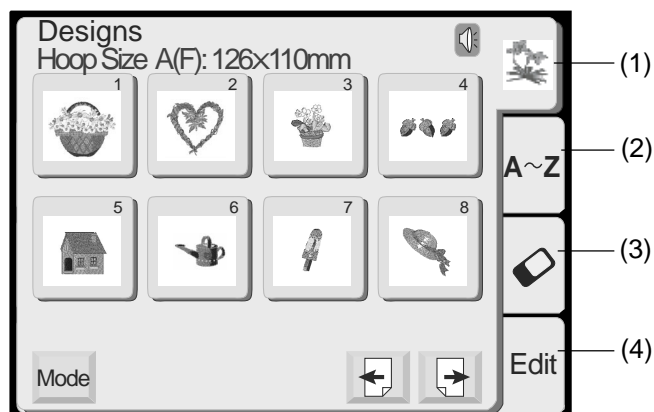 Designs
Hoop Size A(F): 126×110mm
1 2 3 4
5 6 7 8
Mode
A~Z
Edit
(1)
(2)
(3)
(4)